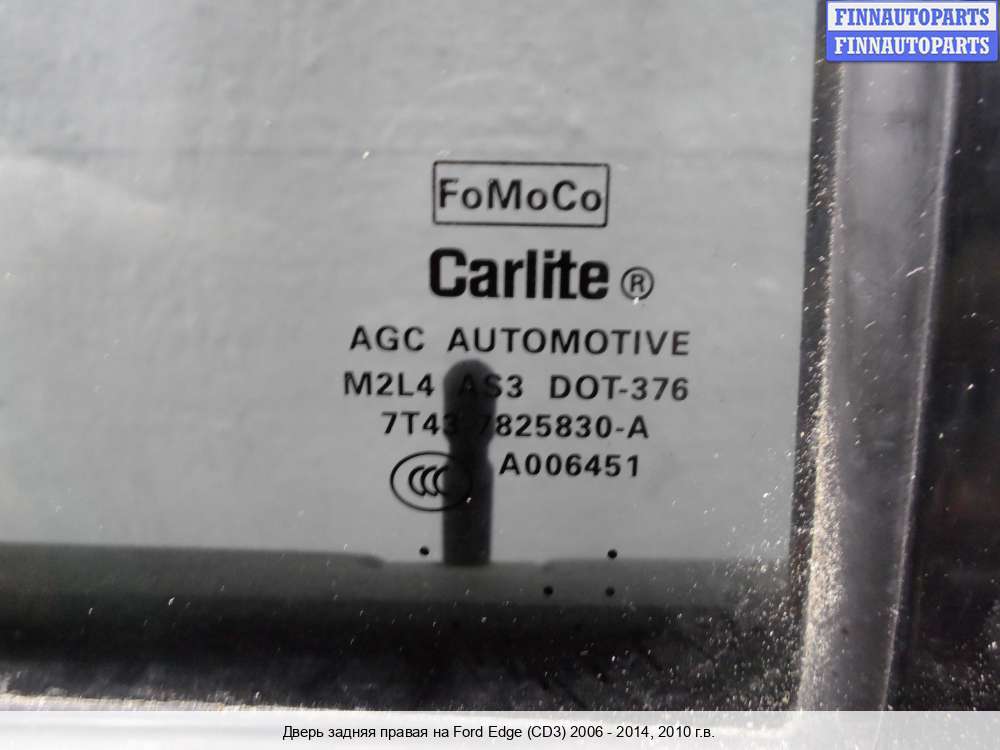 FINNAUTOPARTS
FINNAUTOPARTS
FoMoCo
Carlite ®
AGC AUTOMOTIVE
M2L4 AS3 DOT-376
7T43-7825830-A
CCC A006451
Дверь задняя правая на Ford Edge (CD3) 2006 - 2014, 2010 г.в.